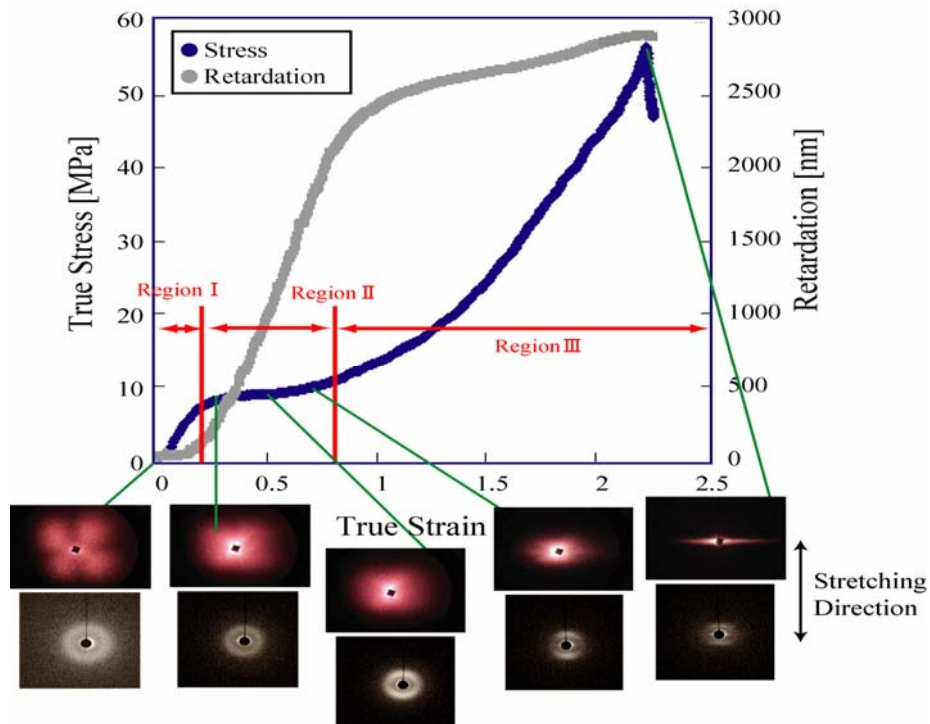 60
50
40
30
20
10
0
True Stress [MPa]
Stress
Retardation
3000
2500
2000
1500
1000
500
0
Retardation [nm]
Region Ⅰ
Region Ⅱ
Region Ⅲ
0
0.5
1
1.5
2
2.5
True Strain
Stretching
Direction